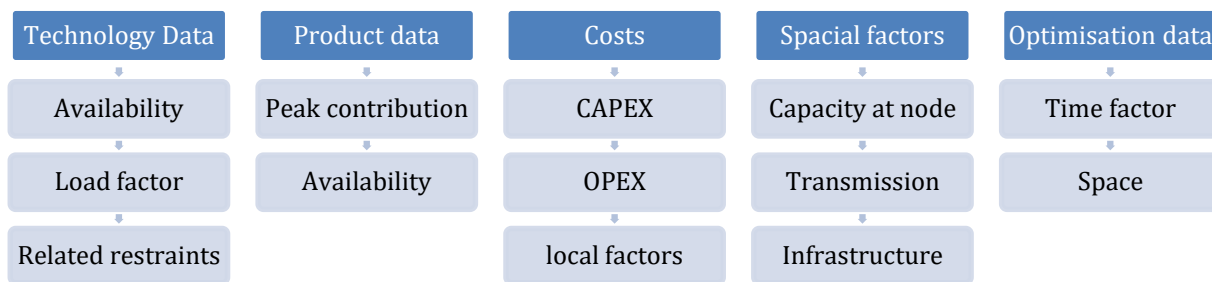 Technology Data
Availability
Load factor
Related restraints
Product data
Peak contribution
Availability
Costs
CAPEX
OPEX
local factors
Spacial factors
Capacity at node
Transmission
Infrastructure
Optimisation data
Time factor
Space